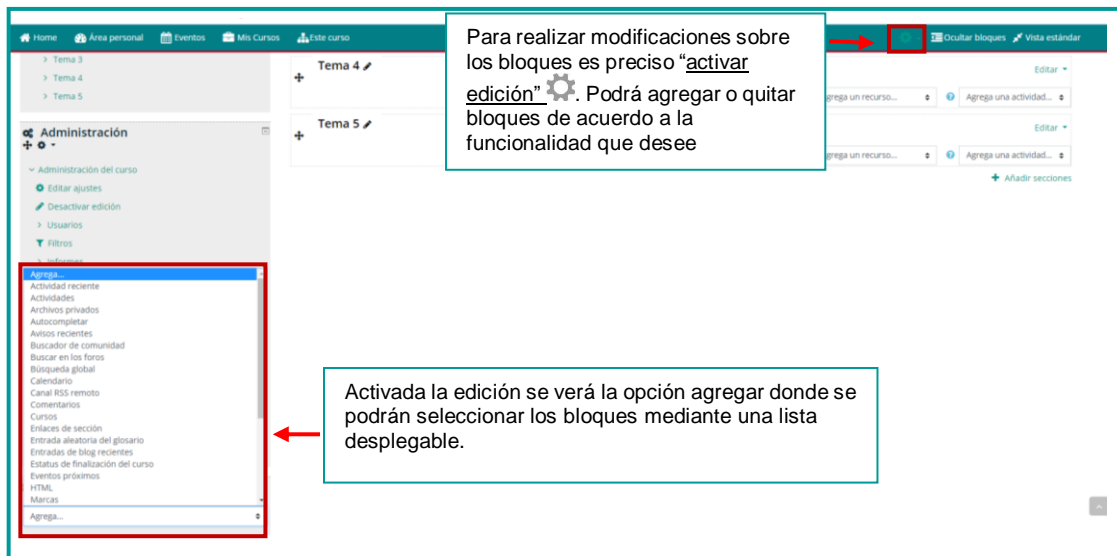 Home Área personal Eventos Mis Cursos Este curso
Ocultar bloques Vista estándar
Para realizar modificaciones sobre
los bloques es preciso “activar
edición” . Podrá agregar o quitar
bloques de acuerdo a la
funcionalidad que desee
> Tema 3
> Tema 4
> Tema 5
Administración
Administración del curso
Editar ajustes
Desactivar edición
> Usuarios
Filtros
> Informes
Agrega...
Actividad reciente
Actividades
Archivos privados
Autocompletar
Avisos recientes
Buscador de comunidad
Buscar en los foros
Búsqueda global
Calendario
Canal RSS remoto
Comentarios
Cursos
Enlaces de sección
Entrada aleatoria del glosario
Entradas de blog recientes
Estatus de finalización del curso
Eventos próximos
HTML
Marcas
Agrega...
Tema 4
Editar
grega un recurso... Agrega una actividad...
Tema 5
Editar
grega un recurso... Agrega una actividad...
+ Añadir secciones
Activada la edición se verá la opción agregar donde se
podrán seleccionar los bloques mediante una lista
desplegable.